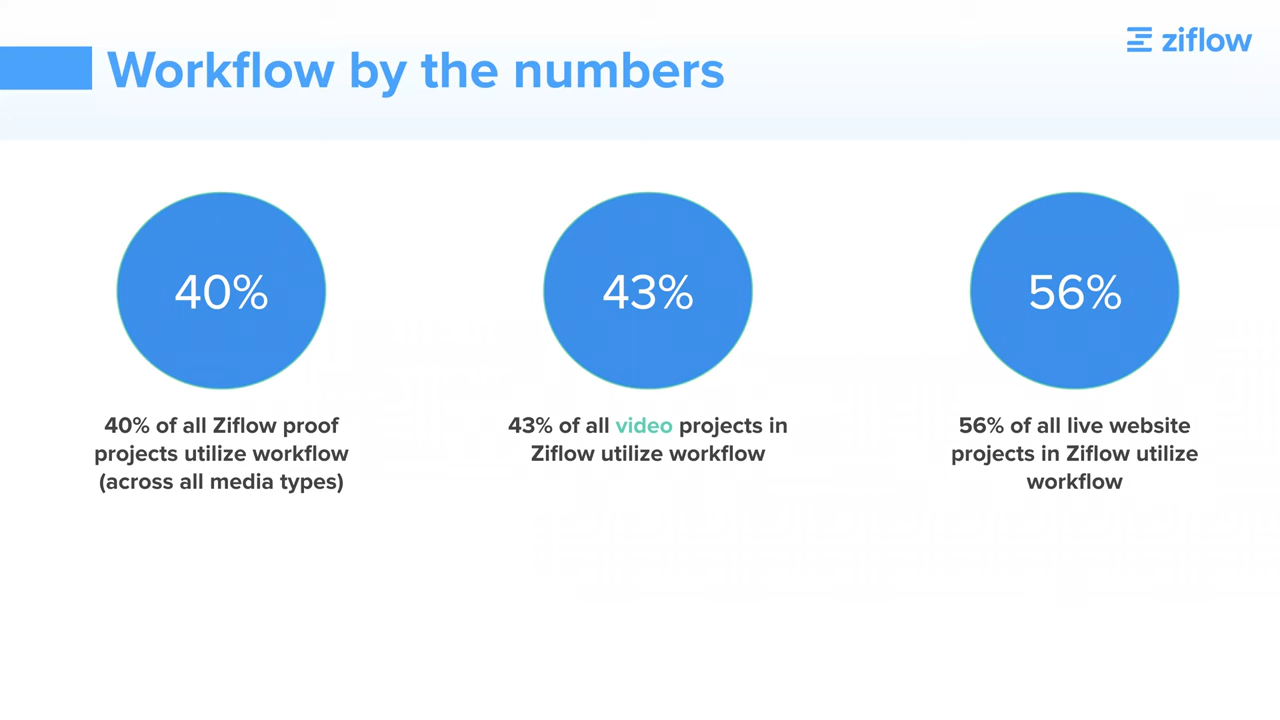 ziflow
Workflow by the numbers
40%
43%
56%
40% of all Ziflow proof
projects utilize workflow
(across all media types)
43% of all video projects in
Ziflow utilize workflow
56% of all live website
projects in Ziflow utilize
workflow